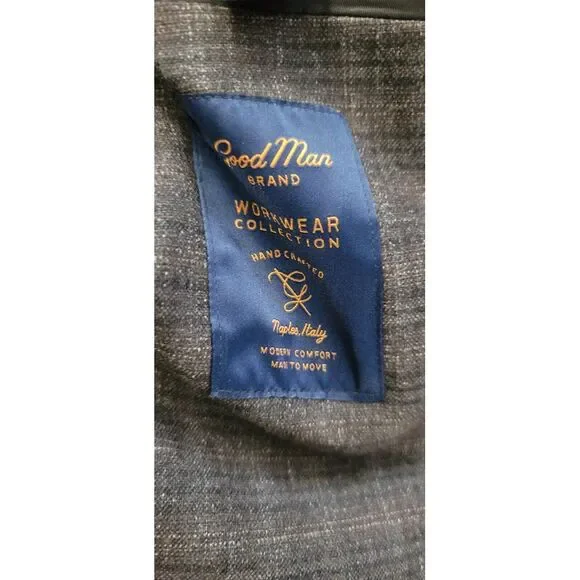 Good Man
BRAND
WORKWEAR
COLLECTION
HAND CRAFTED
Naples, Italy
MODERN COMFORT
MADE TO MOVE